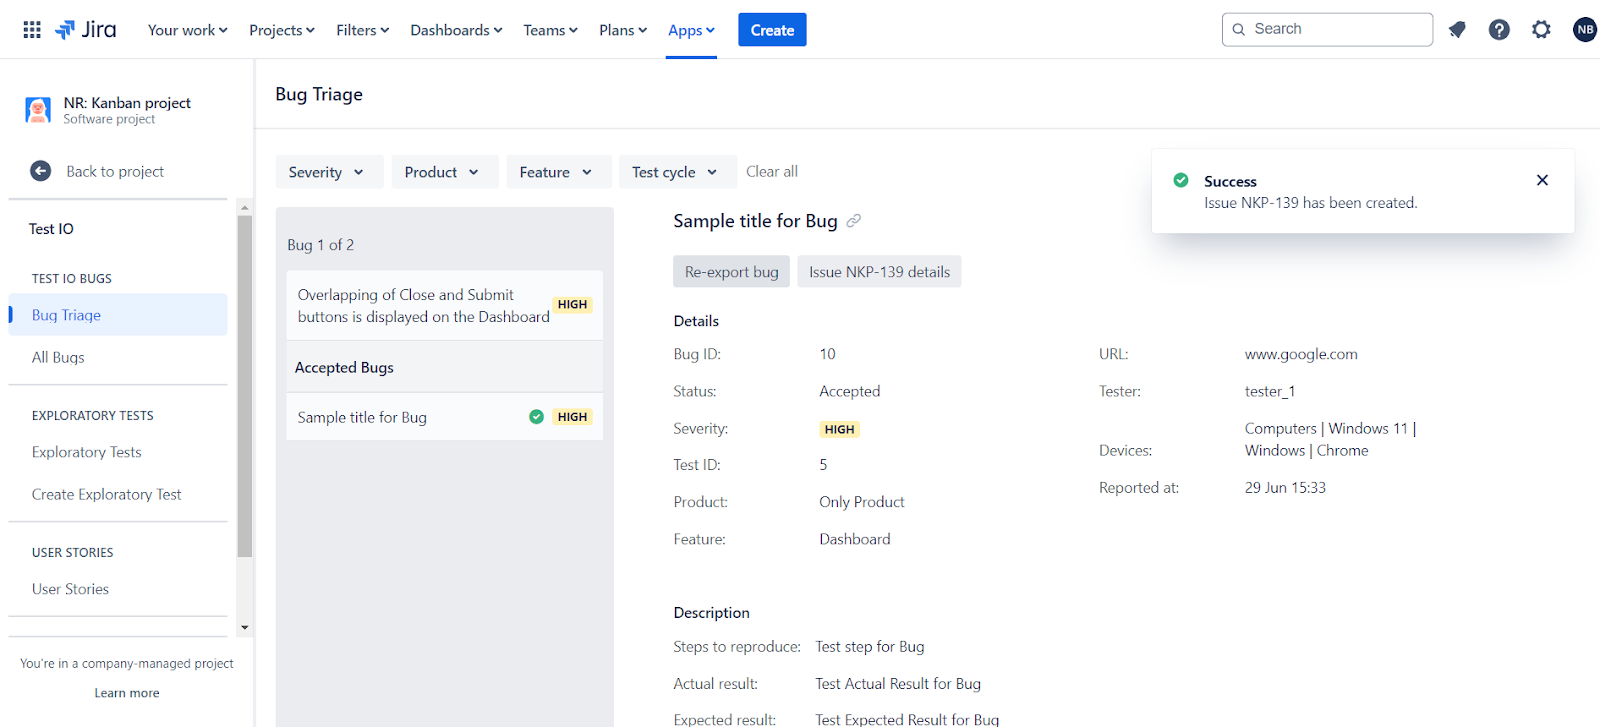 Jira Your work Projects Filters Dashboards Teams Plans Apps Create Search NB
NR: Kanban project
Software project
Back to project
Test IO
TEST IO BUGS
Bug Triage
All Bugs
EXPLORATORY TESTS
Exploratory Tests
Create Exploratory Test
USER STORIES
User Stories
You're in a company-managed project
Learn more
Bug Triage
Severity Product Feature Test cycle Clear all
Success
Issue NKP-139 has been created.
Bug 1 of 2
Overlapping of Close and Submit
buttons is displayed on the Dashboard HIGH
Accepted Bugs
Sample title for Bug HIGH
Sample title for Bug
Re-export bug Issue NKP-139 details
Details
Bug ID: 10
Status: Accepted
Severity: HIGH
Test ID: 5
Product: Only Product
Feature: Dashboard
URL: www.google.com
Tester: tester_1
Devices: Computers | Windows 11 |
Windows | Chrome
Reported at: 29 Jun 15:33
Description
Steps to reproduce: Test step for Bug
Actual result: Test Actual Result for Bug
Expected result: Test Expected Result for Bug